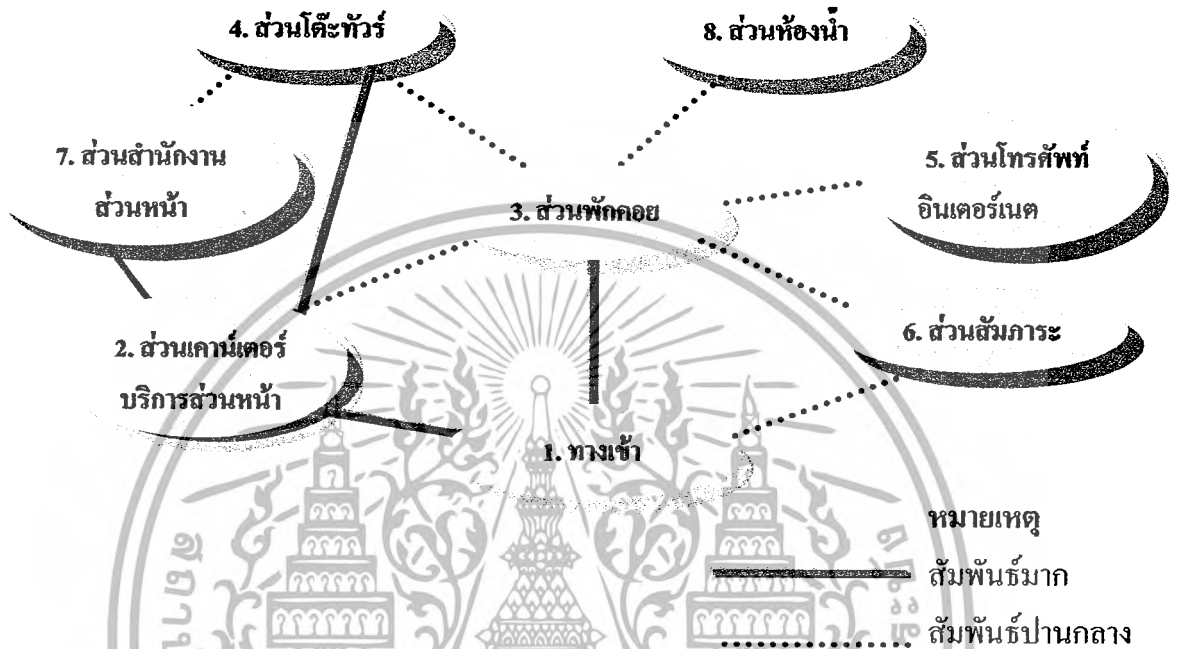 4. ส่วนโต๊ะทัวร์
8. ส่วนห้องน้ำ
7. ส่วนสำนักงาน
ส่วนหน้า
5. ส่วนโทรศัพท์
อินเตอร์เนต
3. ส่วนพักคอย
2. ส่วนเคาน์เตอร์
บริการส่วนหน้า
6. ส่วนสัมภาระ
1. ทางเข้า
หมายเหตุ
สัมพันธ์มาก
สัมพันธ์ปานกลาง